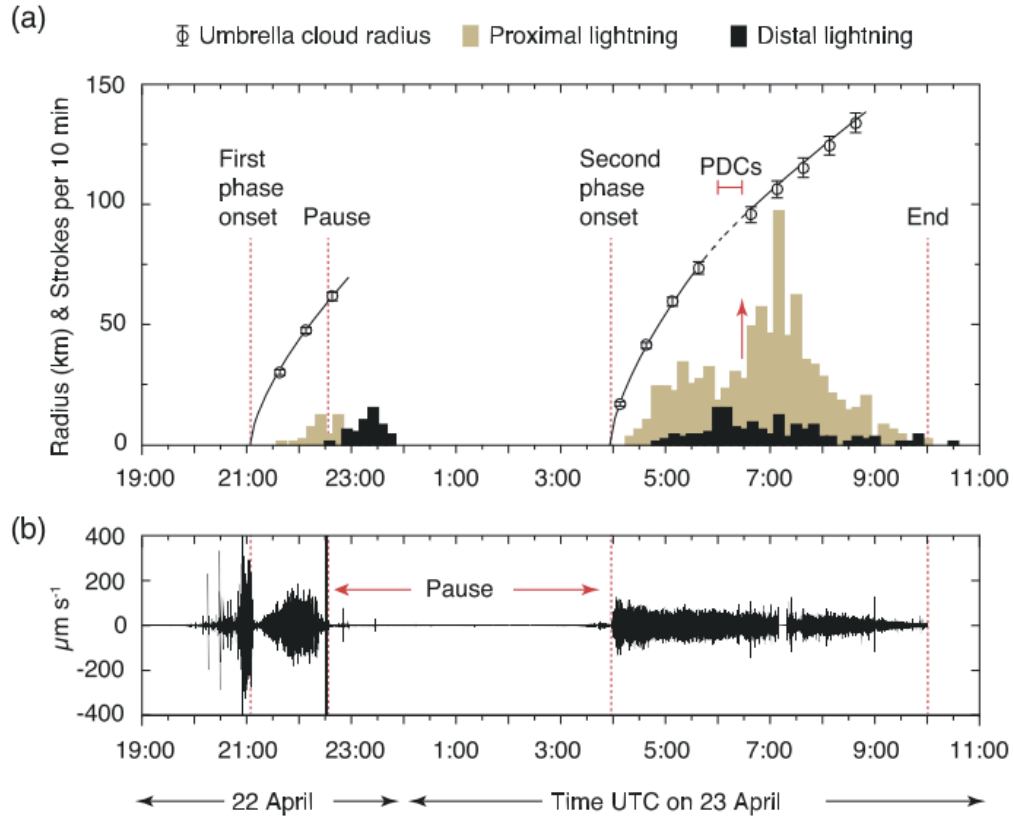 (a)
Umbrella cloud radius Proximal lightning Distal lightning
Radius (km) & Strokes per 10 min
150
100
50
0
First
phase
onset
Pause
Second
phase
onset
PDCs
End
19:00 21:00 23:00 1:00 3:00 5:00 7:00 9:00 11:00
(b)
μm s⁻¹
400
200
0
-200
-400
Pause
19:00 21:00 23:00 1:00 3:00 5:00 7:00 9:00 11:00
22 April Time UTC on 23 April